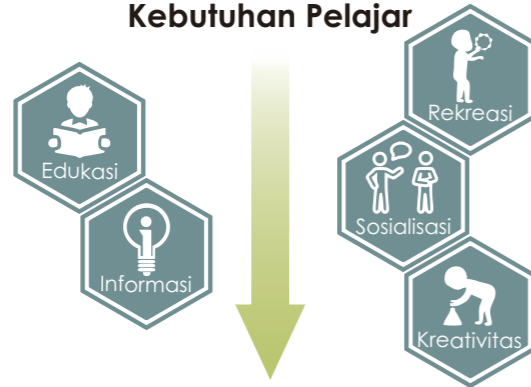 Kebutuhan Pelajar
Edukasi
Informasi
Rekreasi
Sosialisasi
Kreativitas